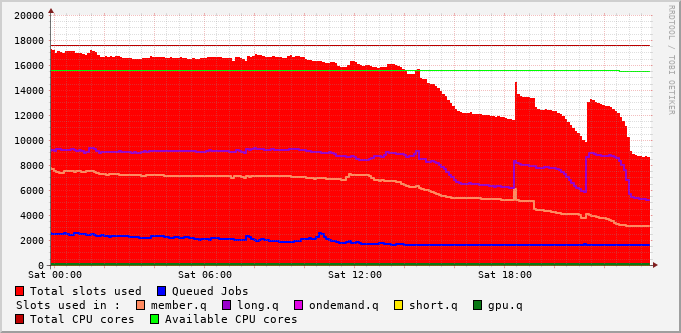 20000
18000
16000
14000
12000
10000
8000
6000
4000
2000
0
Sat 00:00 Sat 06:00 Sat 12:00 Sat 18:00
RRDTOOL / TOBI OETIKER
Total slots used Queued Jobs
Slots used in : member.q long.q ondemand.q short.q gpu.q
Total CPU cores Available CPU cores